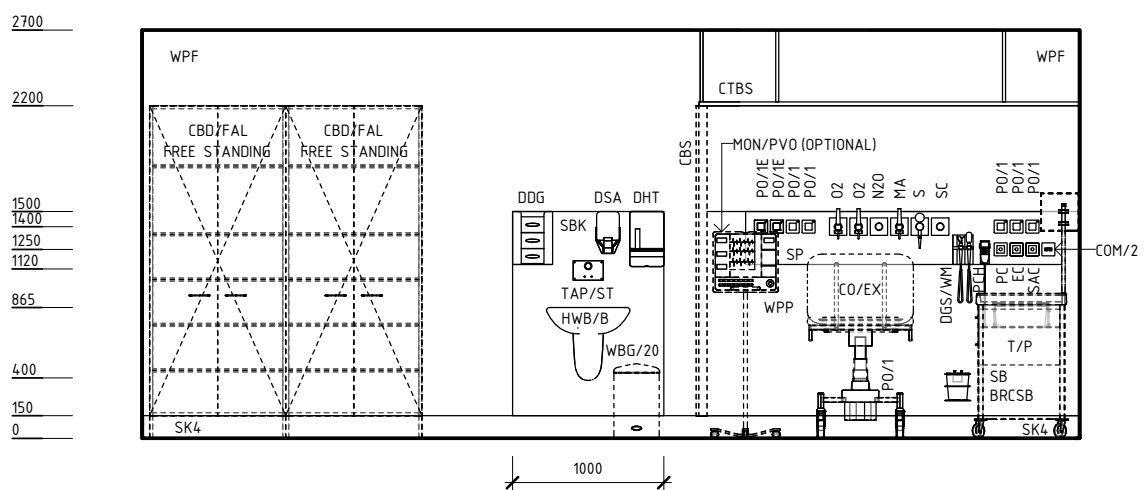 2700
WPF
WPF
CTBS
2200
CBD/FAL
FREE STANDING
CBD/FAL
FREE STANDING
CBS
MON/PVO (OPTIONAL)
PO/1E
PO/1E
PO/1
PO/1
O2
O2
N2O
MA
S
SC
PO/1
PO/1
PO/1
1500
DDG
DSA
DHT
1400
SBK
1250
SP
COM/2
1120
PC
EC
SAC
TAP/ST
CO/EX
DGS/WM
PCH
865
WPP
HWB/B
T/P
WBG/20
PO/1
400
SB
BRCSB
150
SK4
SK4
0
1000